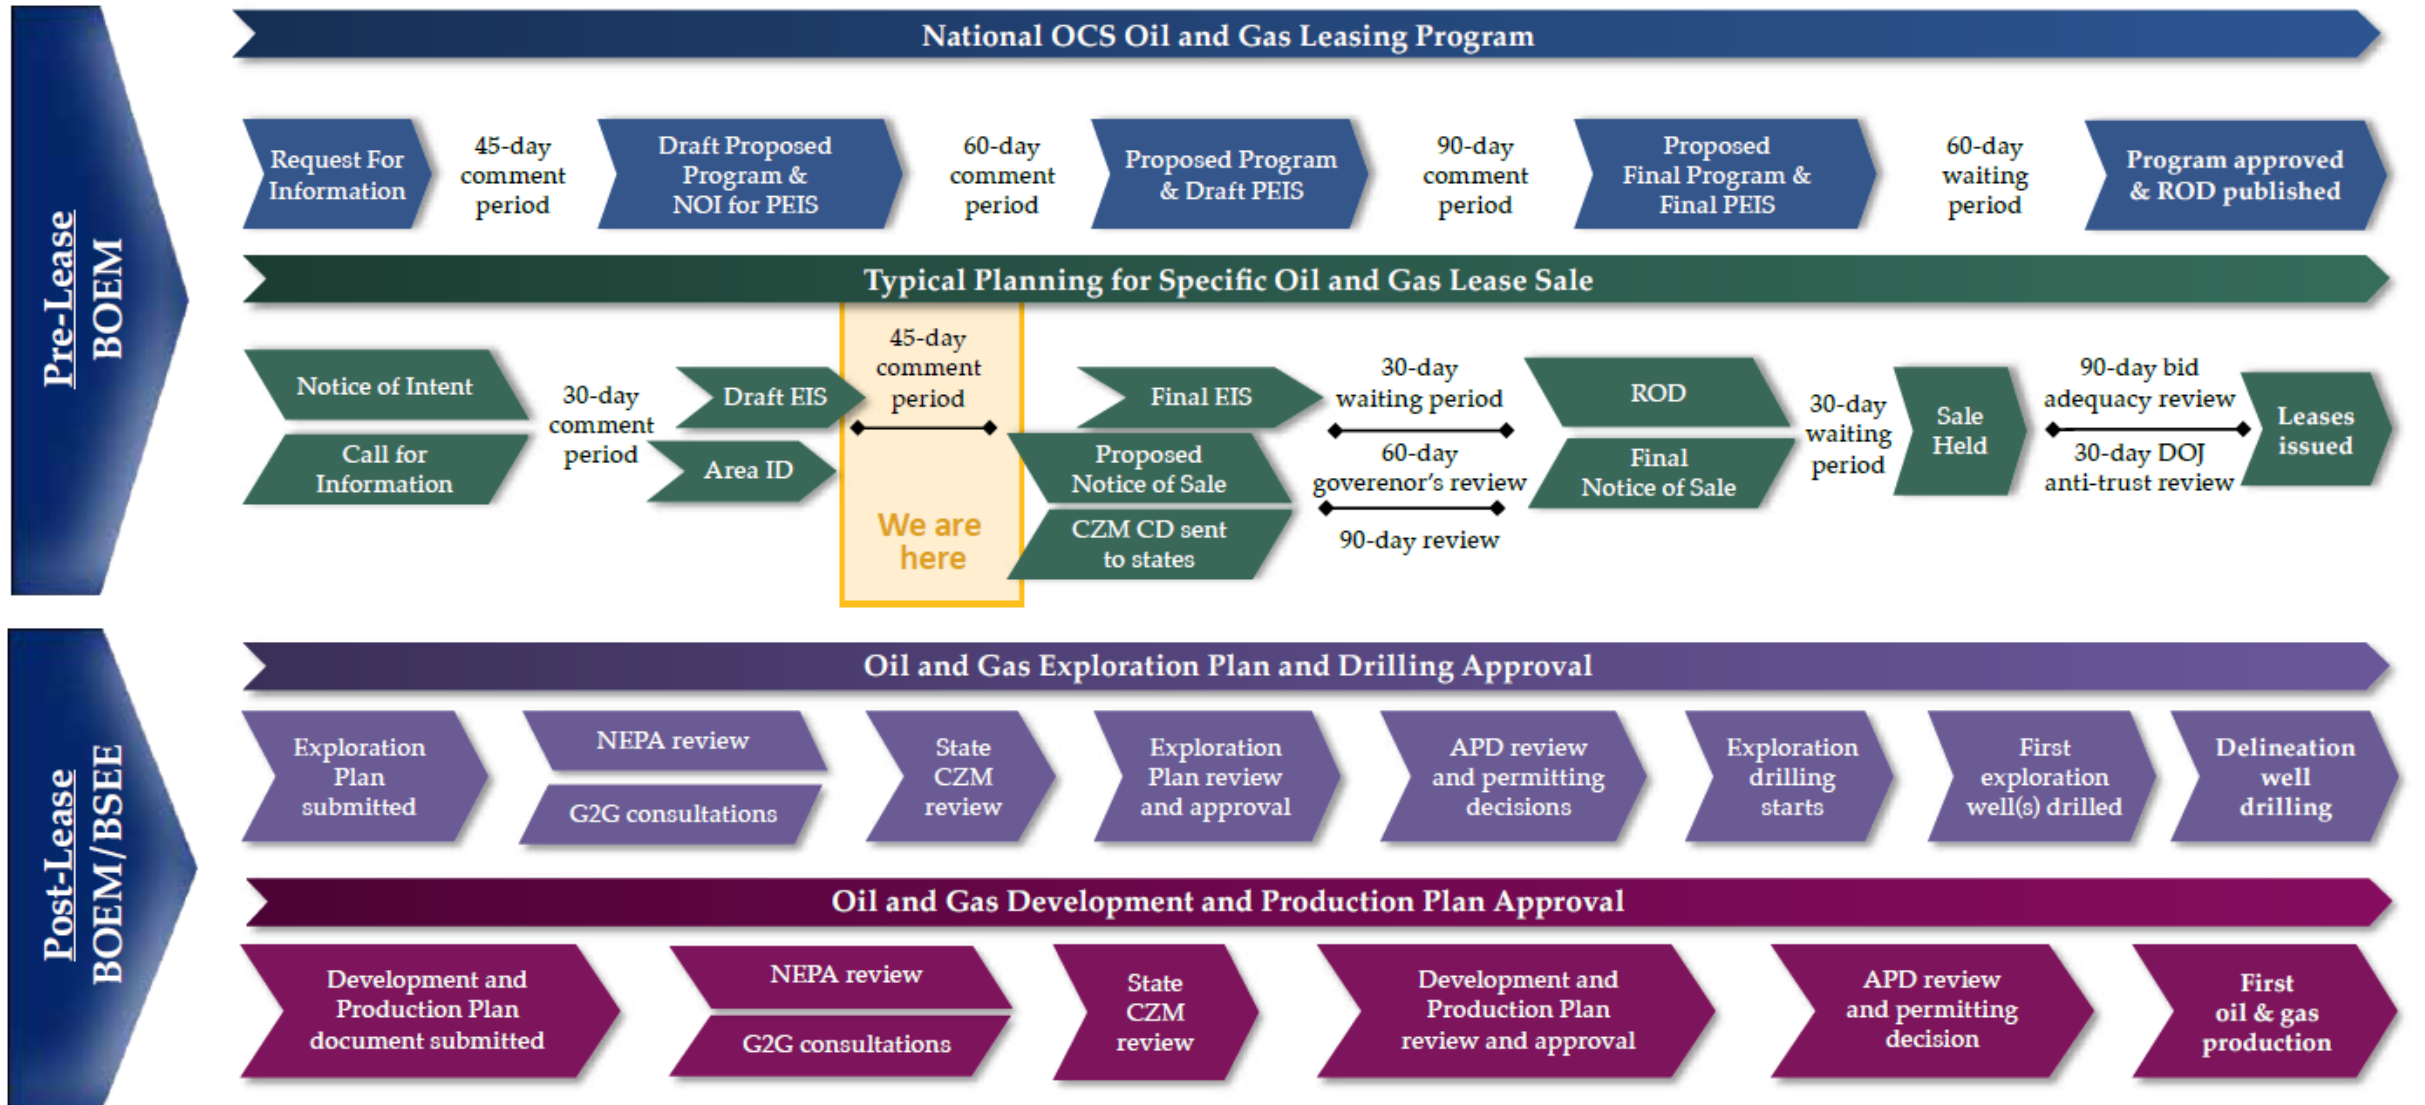 Pre-Lease
BOEM
National OCS Oil and Gas Leasing Program
Request For
Information
45-day
comment
period
Draft Proposed
Program &
NOI for PEIS
60-day
comment
period
Proposed Program
& Draft PEIS
90-day
comment
period
Proposed
Final Program &
Final PEIS
60-day
waiting
period
Program approved
& ROD published
Typical Planning for Specific Oil and Gas Lease Sale
Notice of Intent
Call for
Information
30-day
comment
period
Draft EIS
Area ID
45-day
comment
period
We are
here
Final EIS
Proposed
Notice of Sale
CZM CD sent
to states
30-day
waiting period
60-day
goverenor's review
90-day review
ROD
Final
Notice of Sale
30-day
waiting
period
Sale
Held
90-day bid
adequacy review
30-day DOJ
anti-trust review
Leases
issued
Post-Lease
BOEM/BSEE
Oil and Gas Exploration Plan and Drilling Approval
Exploration
Plan
submitted
NEPA review
G2G consultations
State
CZM
review
Exploration
Plan review
and approval
APD review
and permitting
decisions
Exploration
drilling
starts
First
exploration
well(s) drilled
Delineation
well
drilling
Oil and Gas Development and Production Plan Approval
Development and
Production Plan
document submitted
NEPA review
G2G consultations
State
CZM
review
Development and
Production Plan
review and approval
APD review
and permitting
decision
First
oil & gas
production